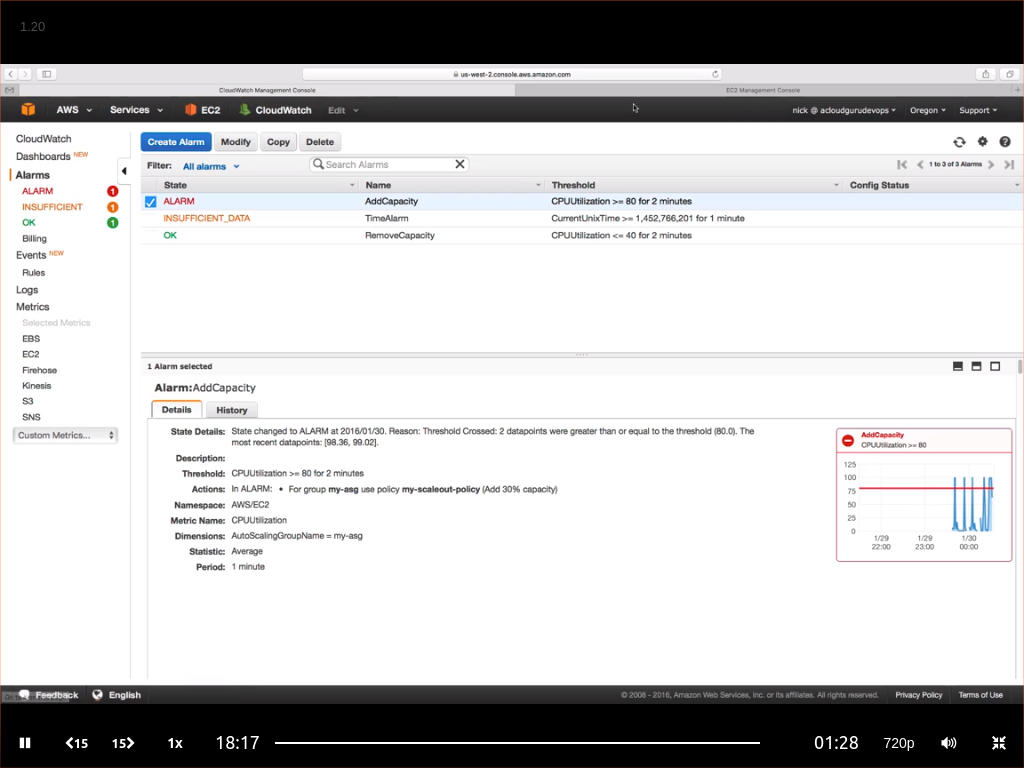 1.20
us-west-2.console.aws.amazon.com
CloudWatch Management Console
EC2 Management Console
AWS Services EC2 CloudWatch Edit nick @ acloudgurudevops Oregon Support
CloudWatch
Dashboards NEW
Alarms
ALARM 1
INSUFFICIENT 1
OK 1
Billing
Events NEW
Rules
Logs
Metrics
Selected Metrics
EBS
EC2
Firehose
Kinesis
S3
SNS
Custom Metrics...
Create Alarm Modify Copy Delete
Filter: All alarms Search Alarms 1 to 3 of 3 Alarms
State Name Threshold Config Status
ALARM AddCapacity CPUUtilization >= 80 for 2 minutes
INSUFFICIENT_DATA TimeAlarm CurrentUnixTime >= 1,452,766,201 for 1 minute
OK RemoveCapacity CPUUtilization <= 40 for 2 minutes
1 Alarm selected
Alarm:AddCapacity
Details History
State Details: State changed to ALARM at 2016/01/30. Reason: Threshold Crossed: 2 datapoints were greater than or equal to the threshold (80.0). The
most recent datapoints: [98.36, 99.02].
Description:
Threshold: CPUUtilization >= 80 for 2 minutes
Actions: In ALARM: • For group my-asg use policy my-scaleout-policy (Add 30% capacity)
Namespace: AWS/EC2
Metric Name: CPUUtilization
Dimensions: AutoScalingGroupName = my-asg
Statistic: Average
Period: 1 minute
AddCapacity
CPUUtilization >= 80
125
100
75
50
25
0
1/29 1/29 1/30
22:00 23:00 00:00
Feedback English © 2008 - 2016, Amazon Web Services, Inc. or its affiliates. All rights reserved. Privacy Policy Terms of Use
15 15 1x 18:17 01:28 720p